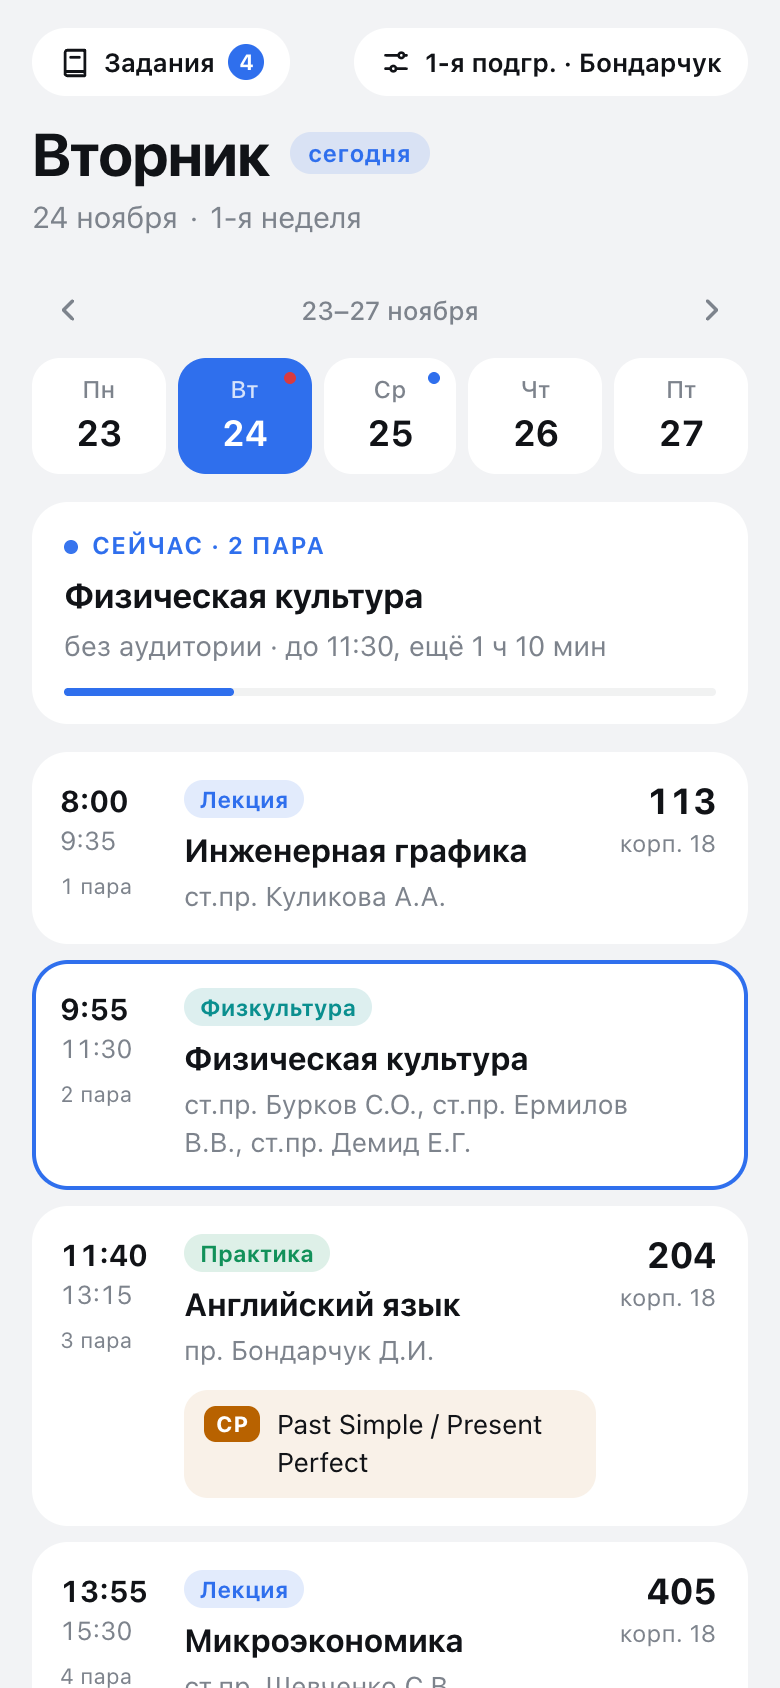 Задания 4
1-я подгр. · Бондарчук
Вторник
сегодня
24 ноября · 1-я неделя
23–27 ноября
Пн Вт Ср Чт Пт
23 24 25 26 27
СЕЙЧАС · 2 ПАРА
Физическая культура
без аудитории · до 11:30, ещё 1 ч 10 мин
8:00
9:35
1 пара
Лекция
Инженерная графика
ст.пр. Куликова А.А.
113
корп. 18
9:55
11:30
2 пара
Физкультура
Физическая культура
ст.пр. Бурков С.О., ст.пр. Ермилов
В.В., ст.пр. Демид Е.Г.
11:40
13:15
3 пара
Практика
Английский язык
пр. Бондарчук Д.И.
СР
Past Simple / Present
Perfect
204
корп. 18
13:55
15:30
4 пара
Лекция
Микроэкономика
ст.пр. Шевченко С.В.
405
корп. 18